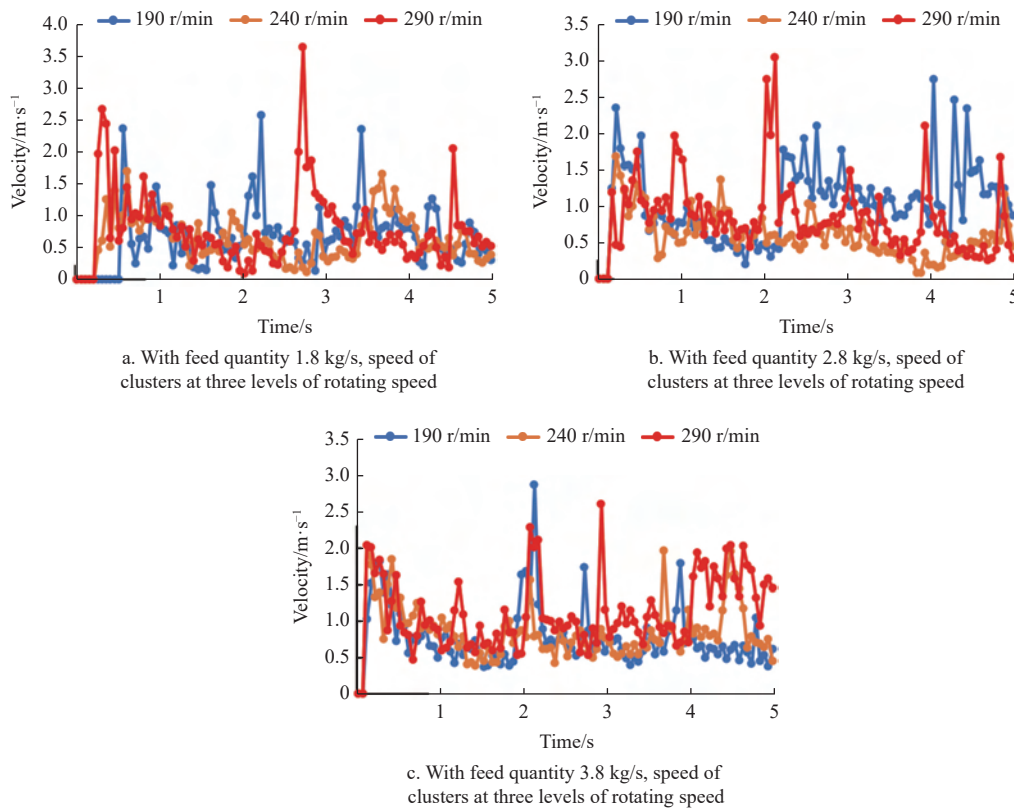 190 r/min 240 r/min 290 r/min
4.0
3.5
3.0
2.5
2.0
1.5
1.0
0.5
0
Velocity/m·s⁻¹
1 2 3 4 5
Time/s
a. With feed quantity 1.8 kg/s, speed of
clusters at three levels of rotating speed
190 r/min 240 r/min 290 r/min
3.5
3.0
2.5
2.0
1.5
1.0
0.5
0
Velocity/m·s⁻¹
1 2 3 4 5
Time/s
b. With feed quantity 2.8 kg/s, speed of
clusters at three levels of rotating speed
190 r/min 240 r/min 290 r/min
3.5
3.0
2.5
2.0
1.5
1.0
0.5
0
Velocity/m·s⁻¹
1 2 3 4 5
Time/s
c. With feed quantity 3.8 kg/s, speed of
clusters at three levels of rotating speed